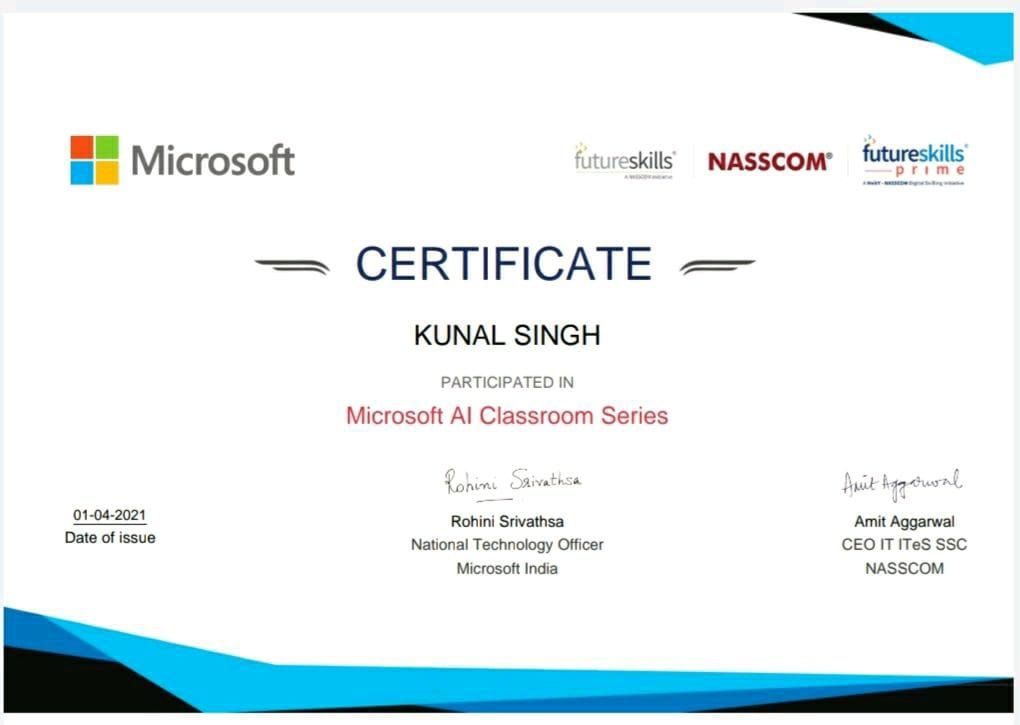 Microsoft
futureskills®
A NASSCOM Initiative
NASSCOM®
futureskills®
prime
A MeitY - NASSCOM Digital Skilling Initiative
CERTIFICATE
KUNAL SINGH
PARTICIPATED IN
Microsoft AI Classroom Series
Rohini Srivathsa
Amit Aggarwal
01-04-2021
Date of issue
Rohini Srivathsa
National Technology Officer
Microsoft India
Amit Aggarwal
CEO IT ITeS SSC
NASSCOM